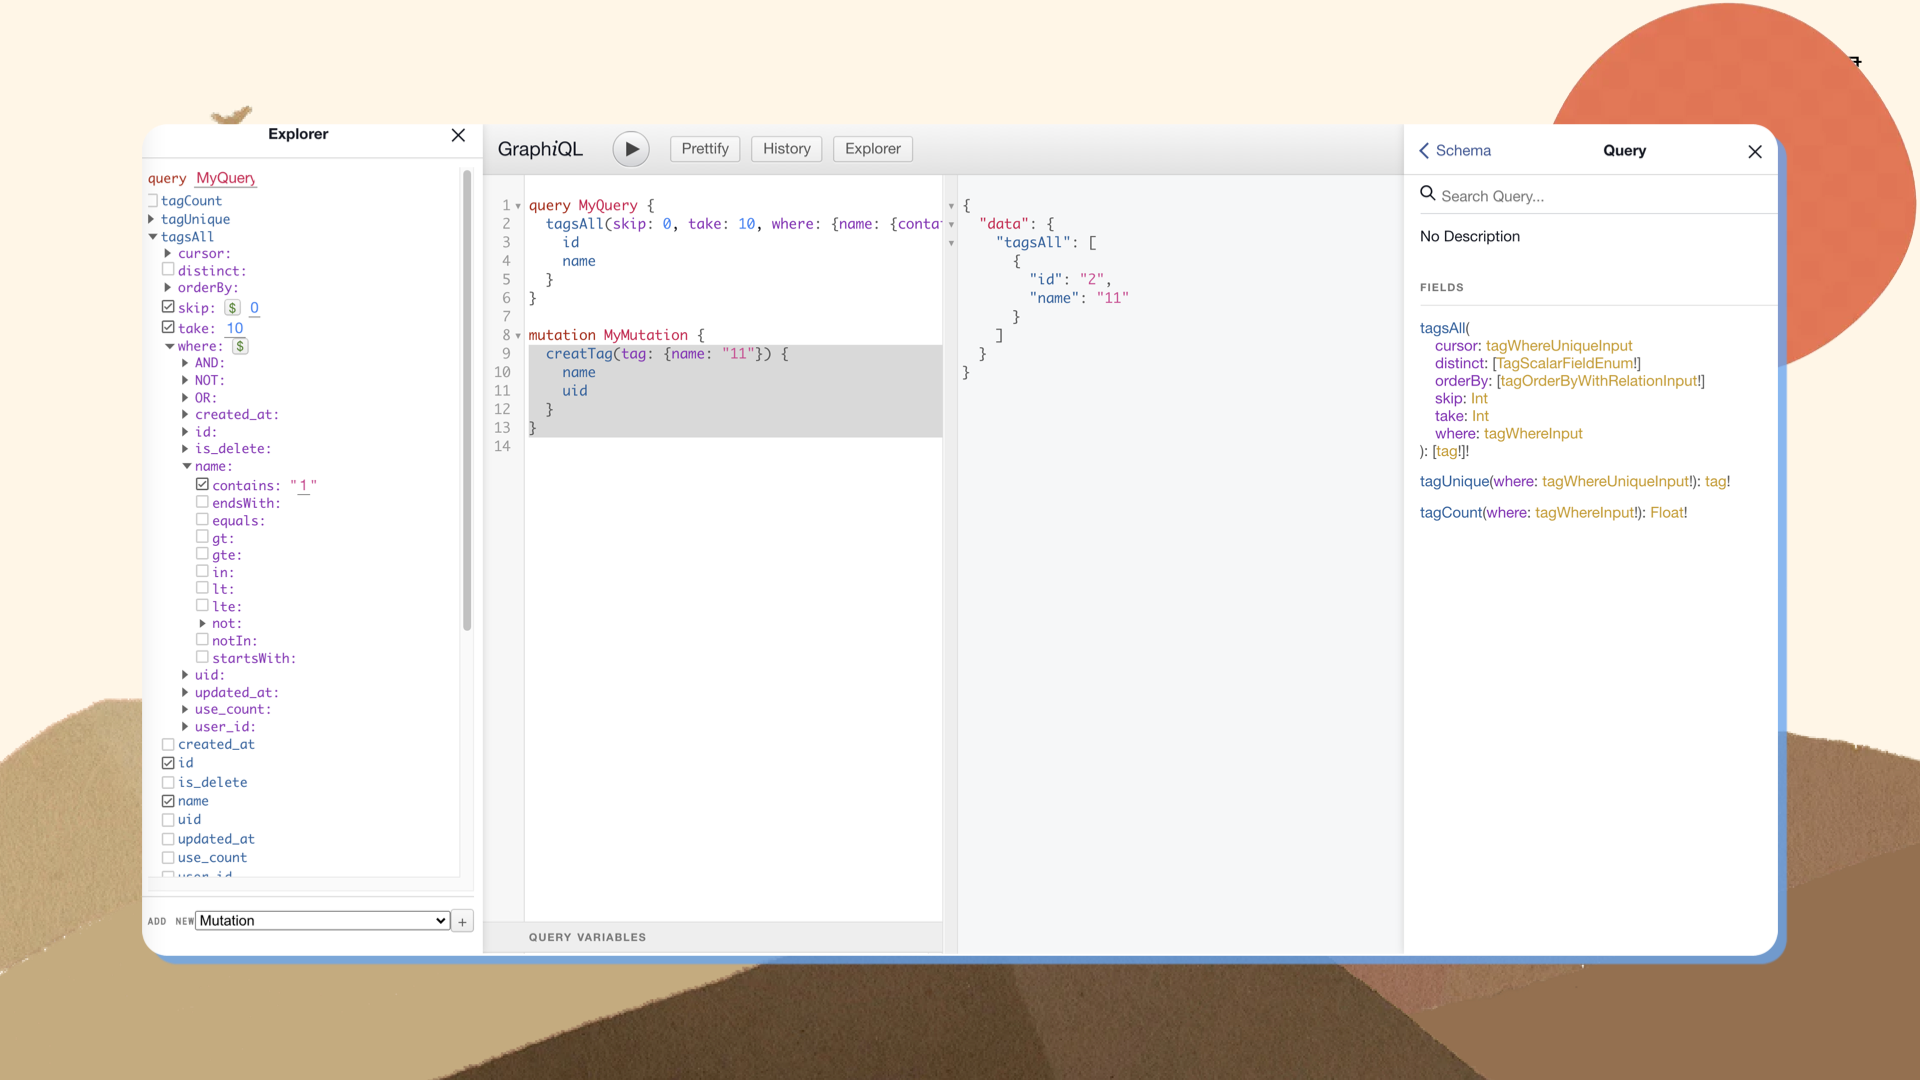 Explorer
query MyQuery
tagCount
tagUnique
tagsAll
cursor:
distinct:
orderBy:
skip: $ 0
take: 10
where: $
AND:
NOT:
OR:
created_at:
id:
is_delete:
name:
contains: "1"
endsWith:
equals:
gt:
gte:
in:
lt:
lte:
not:
notIn:
startsWith:
uid:
updated_at:
use_count:
user_id:
created_at
id
is_delete
name
uid
updated_at
use_count
user_id
ADD NEW Mutation +
GraphiQL Prettify History Explorer
1 query MyQuery {
2 tagsAll(skip: 0, take: 10, where: {name: {conta
3 id
4 name
5 }
6 }
7
8 mutation MyMutation {
9 creatTag(tag: {name: "11"}) {
10 name
11 uid
12 }
13 }
14
QUERY VARIABLES
{
"data": {
"tagsAll": [
{
"id": "2",
"name": "11"
}
]
}
}
Schema Query
Search Query...
No Description
FIELDS
tagsAll(
cursor: tagWhereUniqueInput
distinct: [TagScalarFieldEnum!]
orderBy: [tagOrderByWithRelationInput!]
skip: Int
take: Int
where: tagWhereInput
): [tag!]!
tagUnique(where: tagWhereUniqueInput!): tag!
tagCount(where: tagWhereInput!): Float!